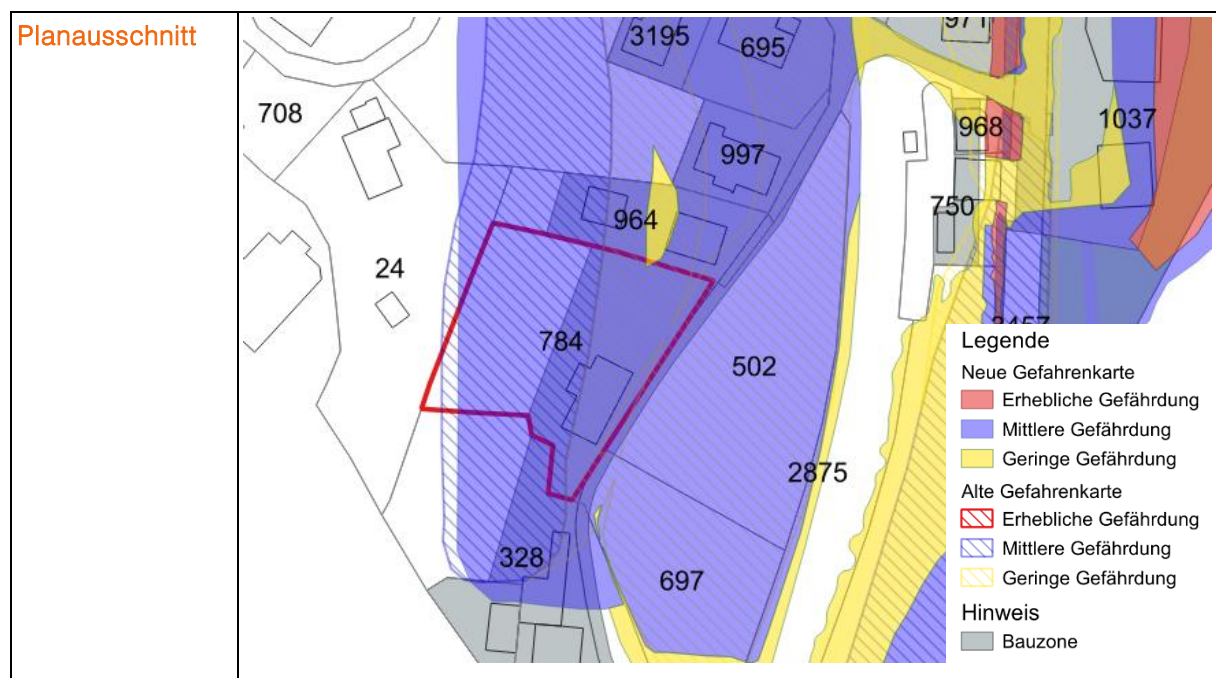 Planausschnitt
3195
695
971
708
997
968
1037
964
750
24
784
502
2875
328
697
Legende
Neue Gefahrenkarte
Erhebliche Gefährdung
Mittlere Gefährdung
Geringe Gefährdung
Alte Gefahrenkarte
Erhebliche Gefährdung
Mittlere Gefährdung
Geringe Gefährdung
Hinweis
Bauzone